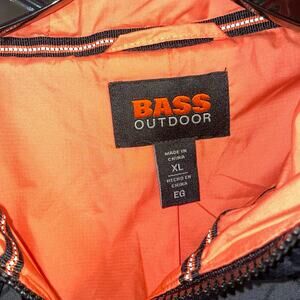 BASS
OUTDOOR
MADE IN
CHINA
XL
HECHO EN
CHINA
EG